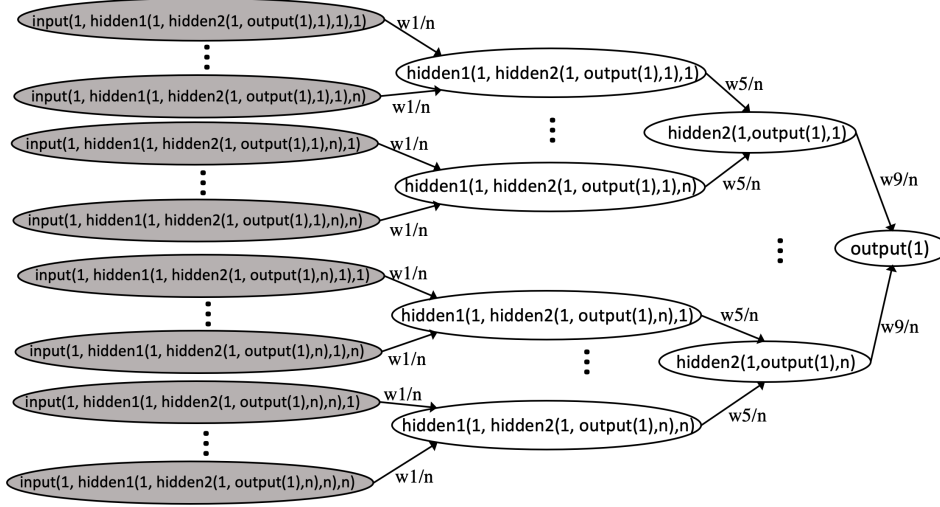 input(1, hidden1(1, hidden2(1, output(1),1),1),1)
w1/n
hidden1(1, hidden2(1, output(1),1),1)
w5/n
input(1, hidden1(1, hidden2(1, output(1),1),1),n)
w1/n
hidden2(1,output(1),1)
input(1, hidden1(1, hidden2(1, output(1),1),n),1)
w1/n
hidden1(1, hidden2(1, output(1),1),n)
w5/n
w9/n
input(1, hidden1(1, hidden2(1, output(1),1),n),n)
w1/n
output(1)
input(1, hidden1(1, hidden2(1, output(1),n),1),1)
w1/n
hidden1(1, hidden2(1, output(1),n),1)
w5/n
w9/n
input(1, hidden1(1, hidden2(1, output(1),n),1),n)
w1/n
hidden2(1,output(1),n)
input(1, hidden1(1, hidden2(1, output(1),n),n),1)
w1/n
hidden1(1, hidden2(1, output(1),n),n)
w5/n
input(1, hidden1(1, hidden2(1, output(1),n),n),n)
w1/n